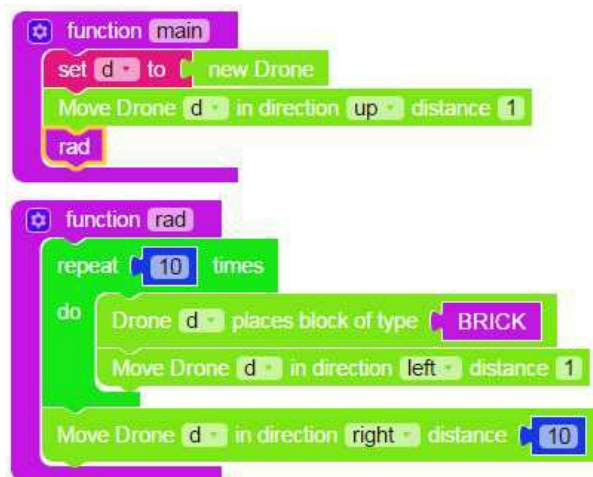 function main
set d to new Drone
Move Drone d in direction up distance 1
rad
function rad
repeat 10 times
do
Drone d places block of type BRICK
Move Drone d in direction left distance 1
Move Drone d in direction right distance 10